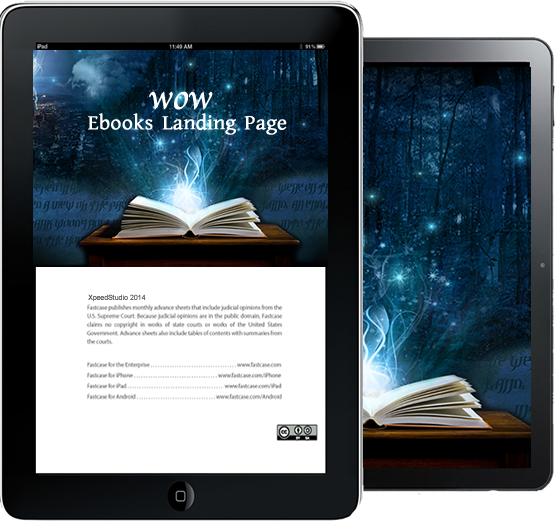 iPad 11:49 AM 91%
WOW
Ebooks Landing Page
XpeedStudio 2014
Fastcase publishes monthly advance sheets that include judicial opinions from the
U.S. Supreme Court. Because judicial opinions are in the public domain, Fastcase
claims no copyright in works of state courts or works of the United States
Government. Advance sheets also include tables of contents with summaries from
the courts.
Fastcase for the Enterprise ................................ www.fastcase.com
Fastcase for iPhone ................................ www.fastcase.com/iPhone
Fastcase for iPad ................................ www.fastcase.com/iPad
Fastcase for Android ................................ www.fastcase.com/Android
cc
BY SA